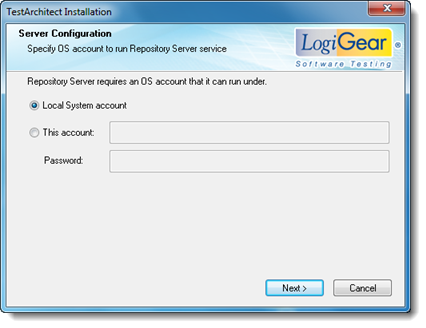 TestArchitect Installation
Server Configuration
Specify OS account to run Repository Server service
LogiGear ®
Software Testing
Repository Server requires an OS account that it can run under.
Local System account
This account:
Password:
Next >
Cancel